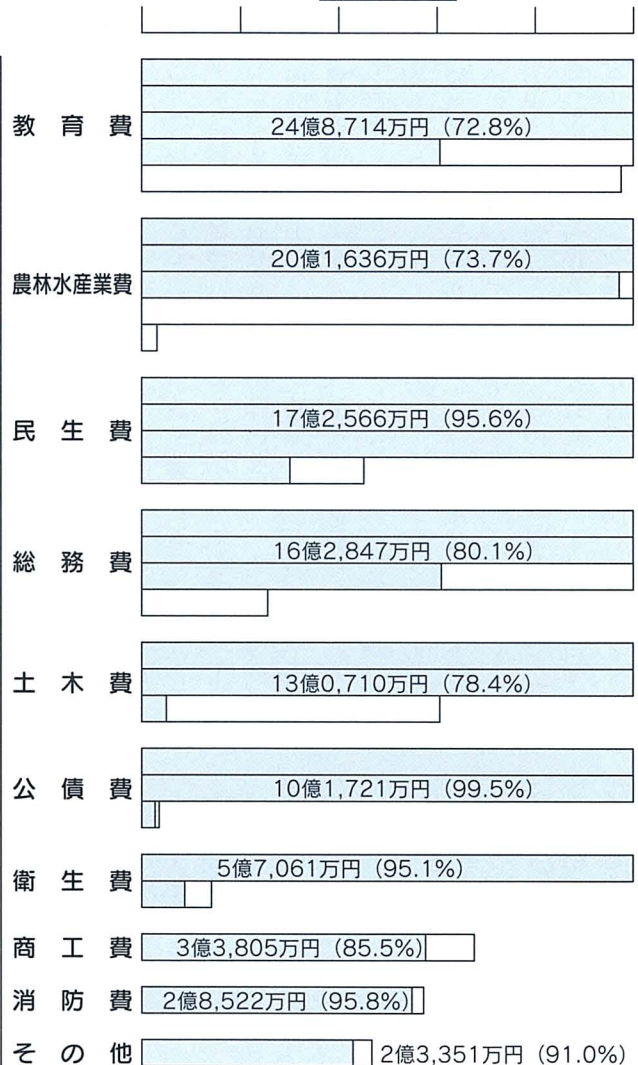 教育費 24億8,714万円（72.8%）
農林水産業費 20億1,636万円（73.7%）
民生費 17億2,566万円（95.6%）
総務費 16億2,847万円（80.1%）
土木費 13億0,710万円（78.4%）
公債費 10億1,721万円（99.5%）
衛生費 5億7,061万円（95.1%）
商工費 3億3,805万円（85.5%）
消防費 2億8,522万円（95.8%）
その他 2億3,351万円（91.0%）